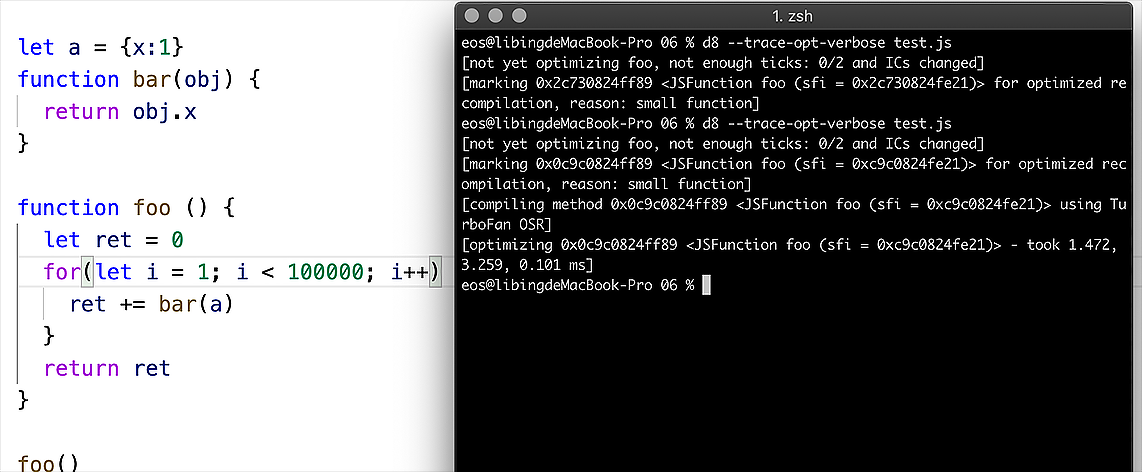 let a = {x:1}
function bar(obj) {
return obj.x
}
function foo () {
let ret = 0
for(let i = 1; i < 100000; i++)
ret += bar(a)
}
return ret
}
foo()
1. zsh
eos@libingdeMacBook-Pro 06 % d8 --trace-opt-verbose test.js
[not yet optimizing foo, not enough ticks: 0/2 and ICs changed]
[marking 0x2c730824ff89 <JSFunction foo (sfi = 0x2c730824fe21)> for optimized re
compilation, reason: small function]
eos@libingdeMacBook-Pro 06 % d8 --trace-opt-verbose test.js
[not yet optimizing foo, not enough ticks: 0/2 and ICs changed]
[marking 0x0c9c0824ff89 <JSFunction foo (sfi = 0xc9c0824fe21)> for optimized rec
ompilation, reason: small function]
[compiling method 0x0c9c0824ff89 <JSFunction foo (sfi = 0xc9c0824fe21)> using Tu
rboFan OSR]
[optimizing 0x0c9c0824ff89 <JSFunction foo (sfi = 0xc9c0824fe21)> - took 1.472,
3.259, 0.101 ms]
eos@libingdeMacBook-Pro 06 %